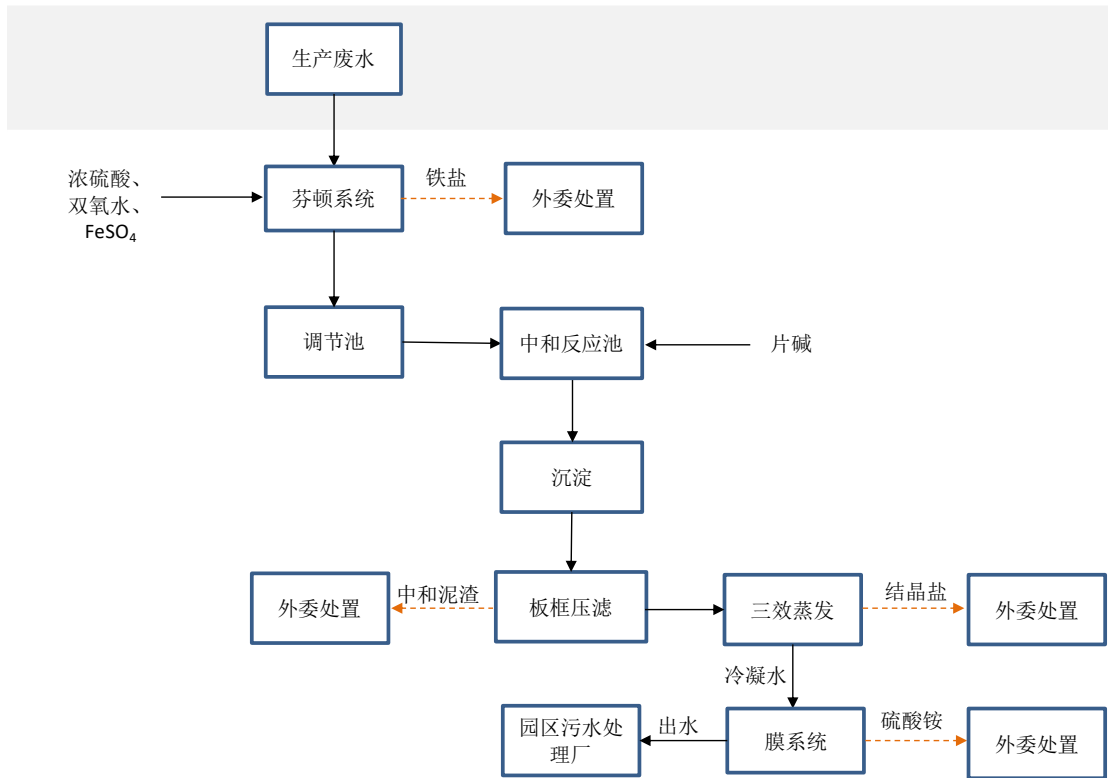 生产废水
浓硫酸、
双氧水、
FeSO₄
芬顿系统
铁盐
外委处置
调节池
中和反应池
片碱
沉淀
外委处置
中和泥渣
板框压滤
三效蒸发
结晶盐
外委处置
冷凝水
园区污水处
理厂
出水
膜系统
硫酸铵
外委处置